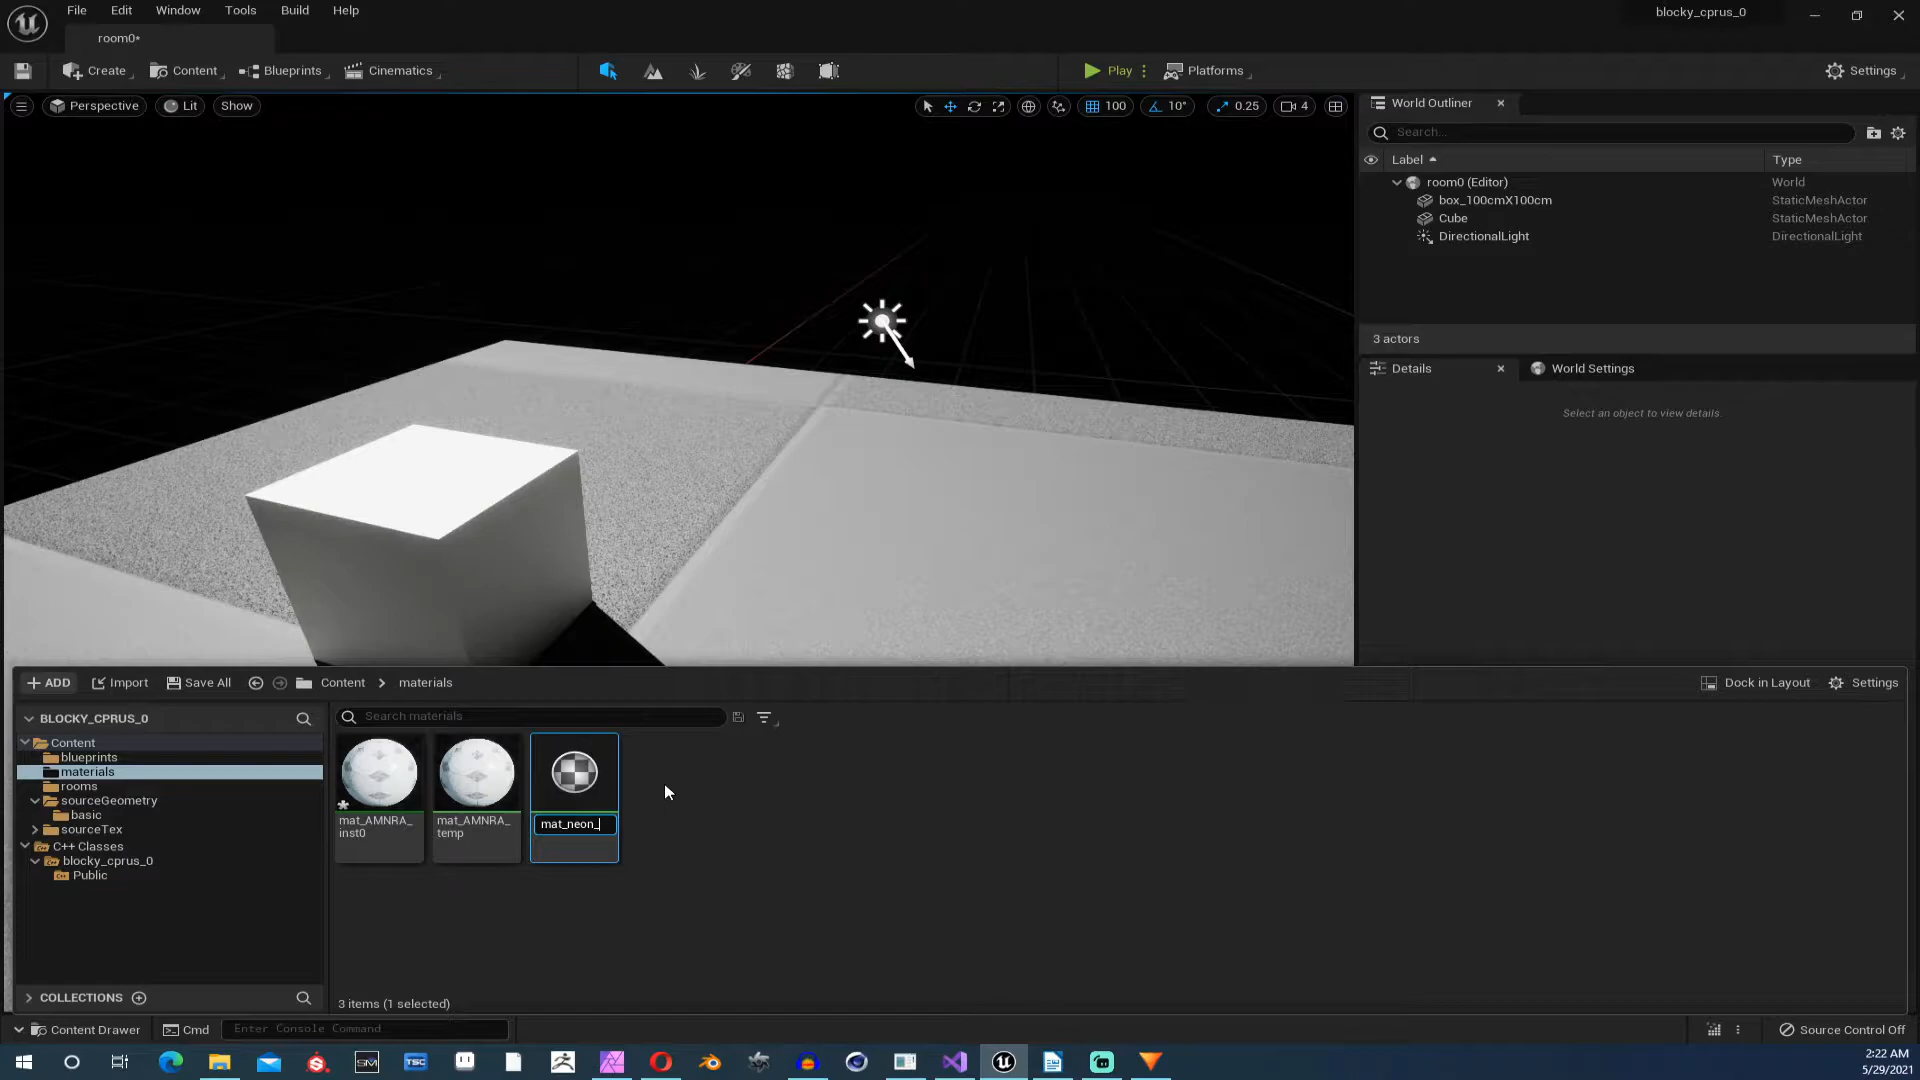 File Edit Window Tools Build Help
blocky_cprus_0
room0*
Create Content Blueprints Cinematics Play Platforms Settings
Perspective Lit Show 100 10° 0.25 4
World Outliner
Search...
Label Type
room0 (Editor) World
box_100cmX100cm StaticMeshActor
Cube StaticMeshActor
DirectionalLight DirectionalLight
3 actors
Details World Settings
Select an object to view details.
ADD Import Save All Content materials Dock in Layout Settings
BLOCKY_CPRUS_0
Search materials
Content
blueprints
materials
rooms
sourceGeometry
basic
sourceTex
C++ Classes
blocky_cprus_0
Public
mat_AMNRA_
inst0
mat_AMNRA_
temp
mat_neon_
COLLECTIONS
3 items (1 selected)
Content Drawer Cmd Enter Console Command Source Control Off
SM TSC
2:22 AM
5/29/2021